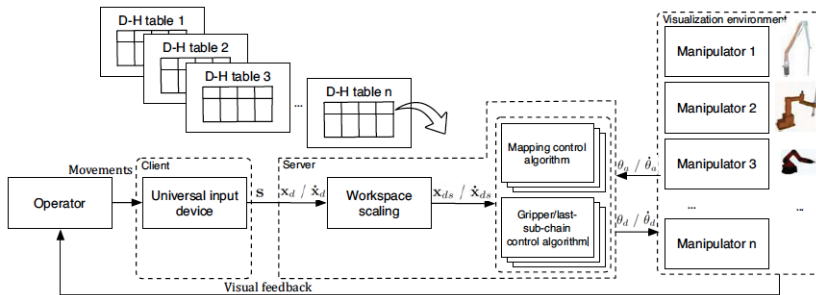 D-H table 1
D-H table 2
D-H table 3
...
D-H table n
Visualization environment
Manipulator 1
Manipulator 2
Manipulator 3
...
...
Manipulator n
Movements
Client
Server
Operator
Universal input
device
s
x_d / ẋ_d
Workspace
scaling
x_ds / ẋ_ds
Mapping control
algorithm
Gripper/last-
sub-chain
control algorithm|
θ_a / θ̇_a
θ_d / θ̇_d
Visual feedback